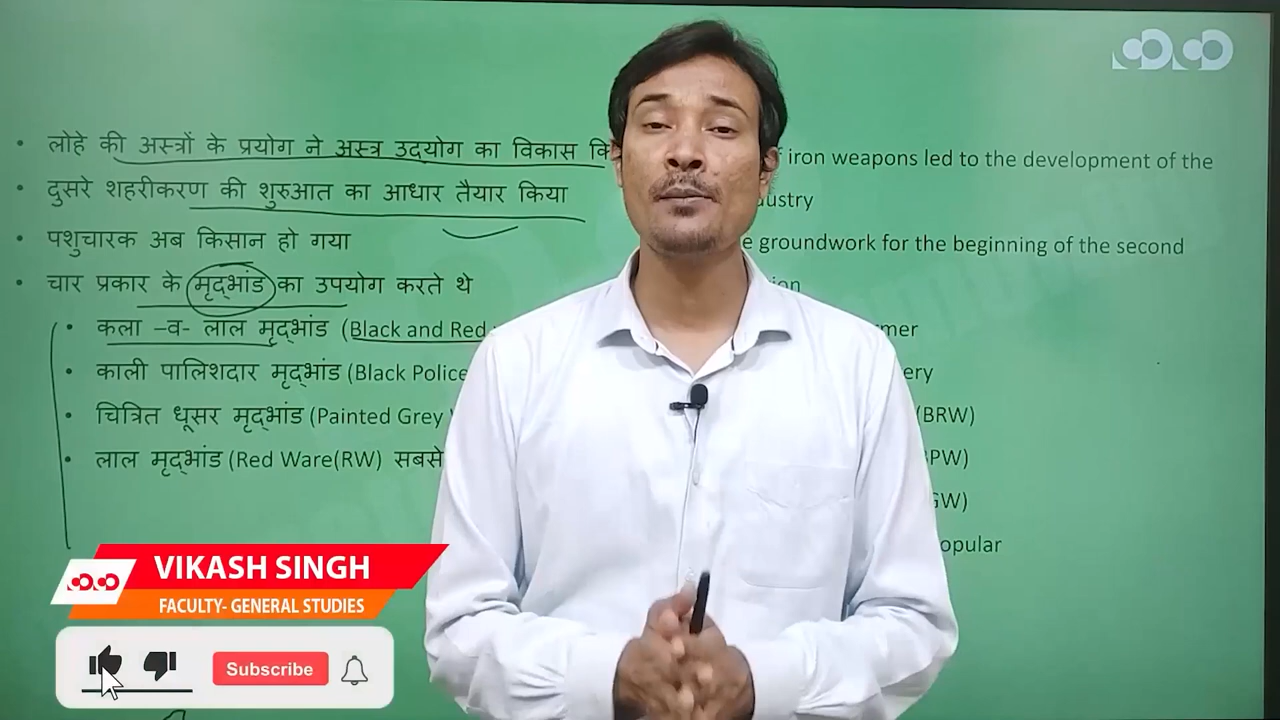 लोहे की अस्त्रों के प्रयोग ने अस्त्र उद्योग का विकास कि
दुसरे शहरीकरण की शुरुआत का आधार तैयार किया
पशुचारक अब किसान हो गया
चार प्रकार के मृद्भांड का उपयोग करते थे
कला –व- लाल मृद्भांड (Black and Red
काली पालिशदार मृद्भांड (Black Police
चित्रित धूसर मृद्भांड (Painted Grey
लाल मृद्भांड (Red Ware(RW) सबसे
of iron weapons led to the development of the
dustry
e groundwork for the beginning of the second
ion
mer
ery
(BRW)
BPW)
GW)
opular
VIKASH SINGH
FACULTY- GENERAL STUDIES
Subscribe